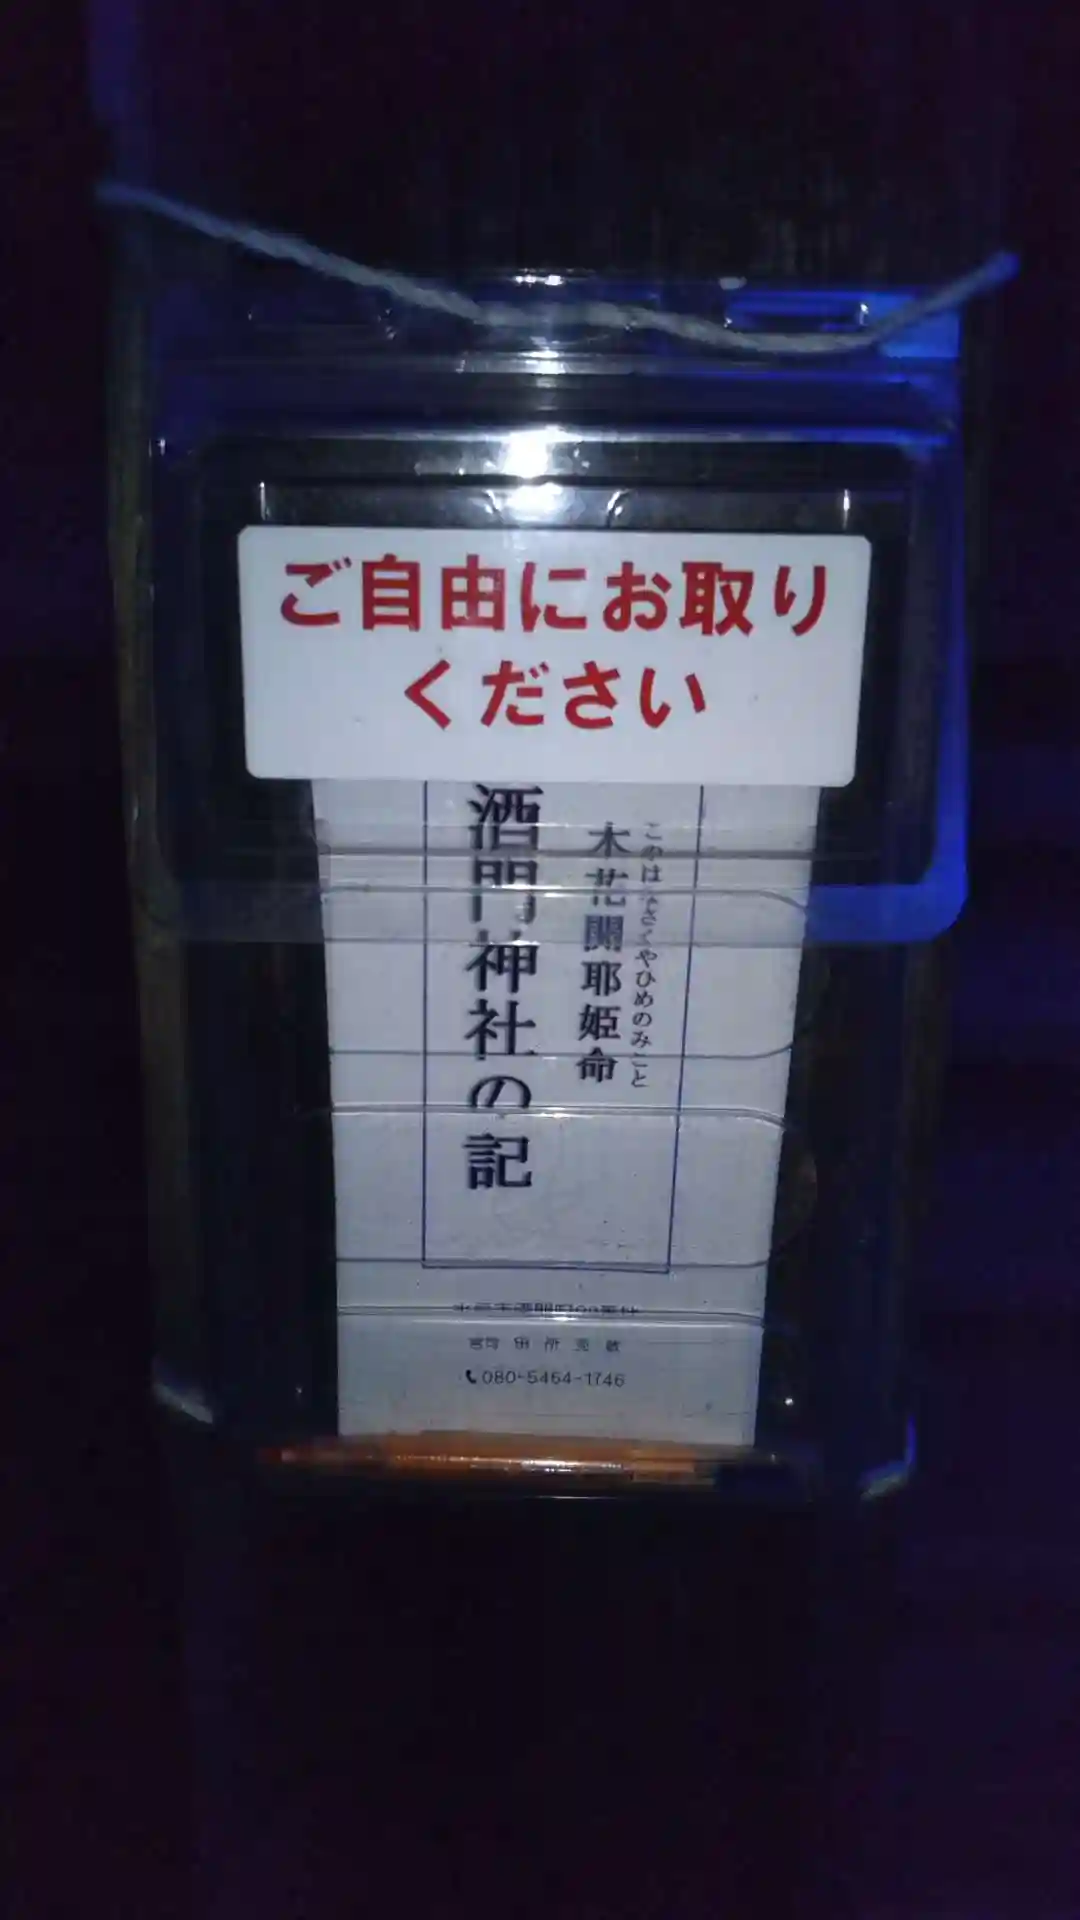 ご自由にお取り
ください
このはなさくやひめのみこと
木花開耶姫命
酒門神社の記
080-5464-1746